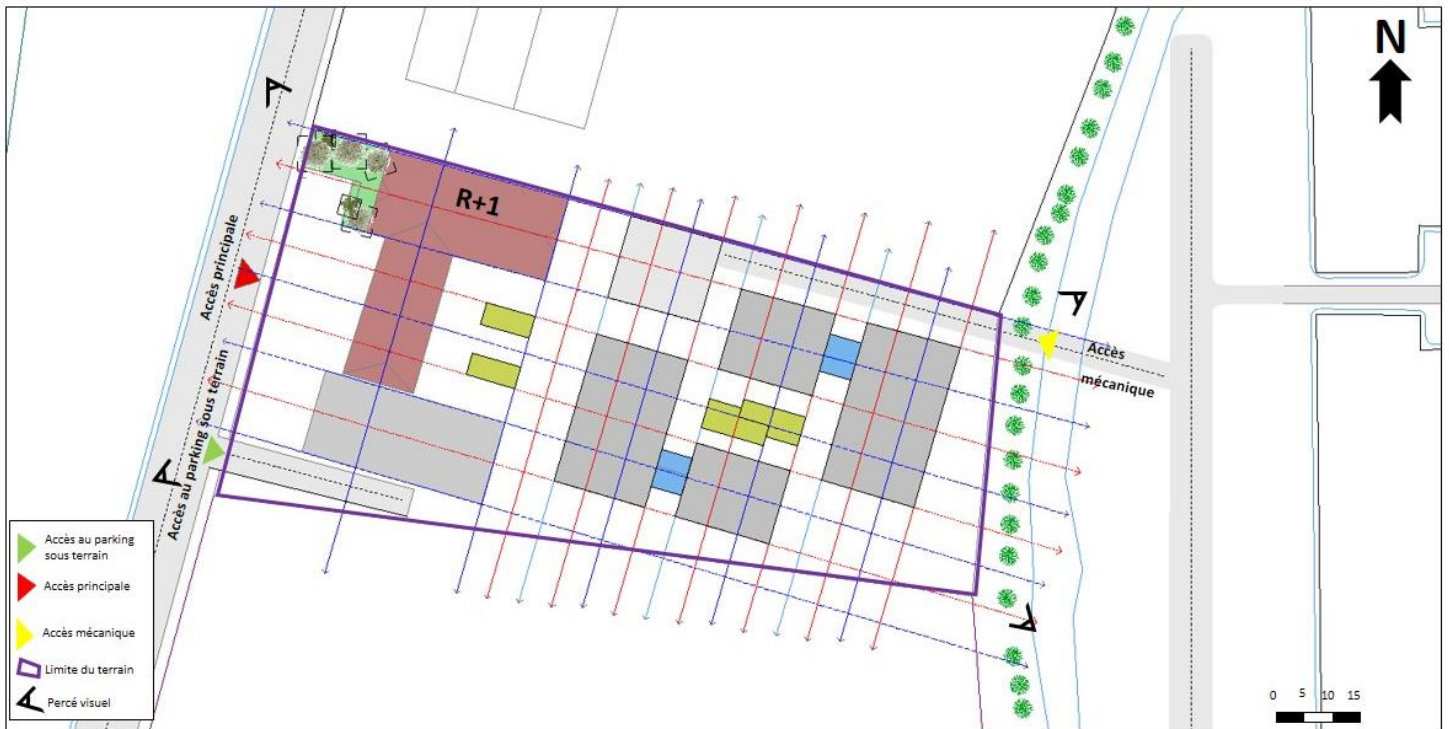 N
R+1
Accès principale
Accès au parking sous terrain
Accès
mécanique
Accès au parking
sous terrain
Accès principale
Accès mécanique
Limite du terrain
Percé visuel
0 5 10 15